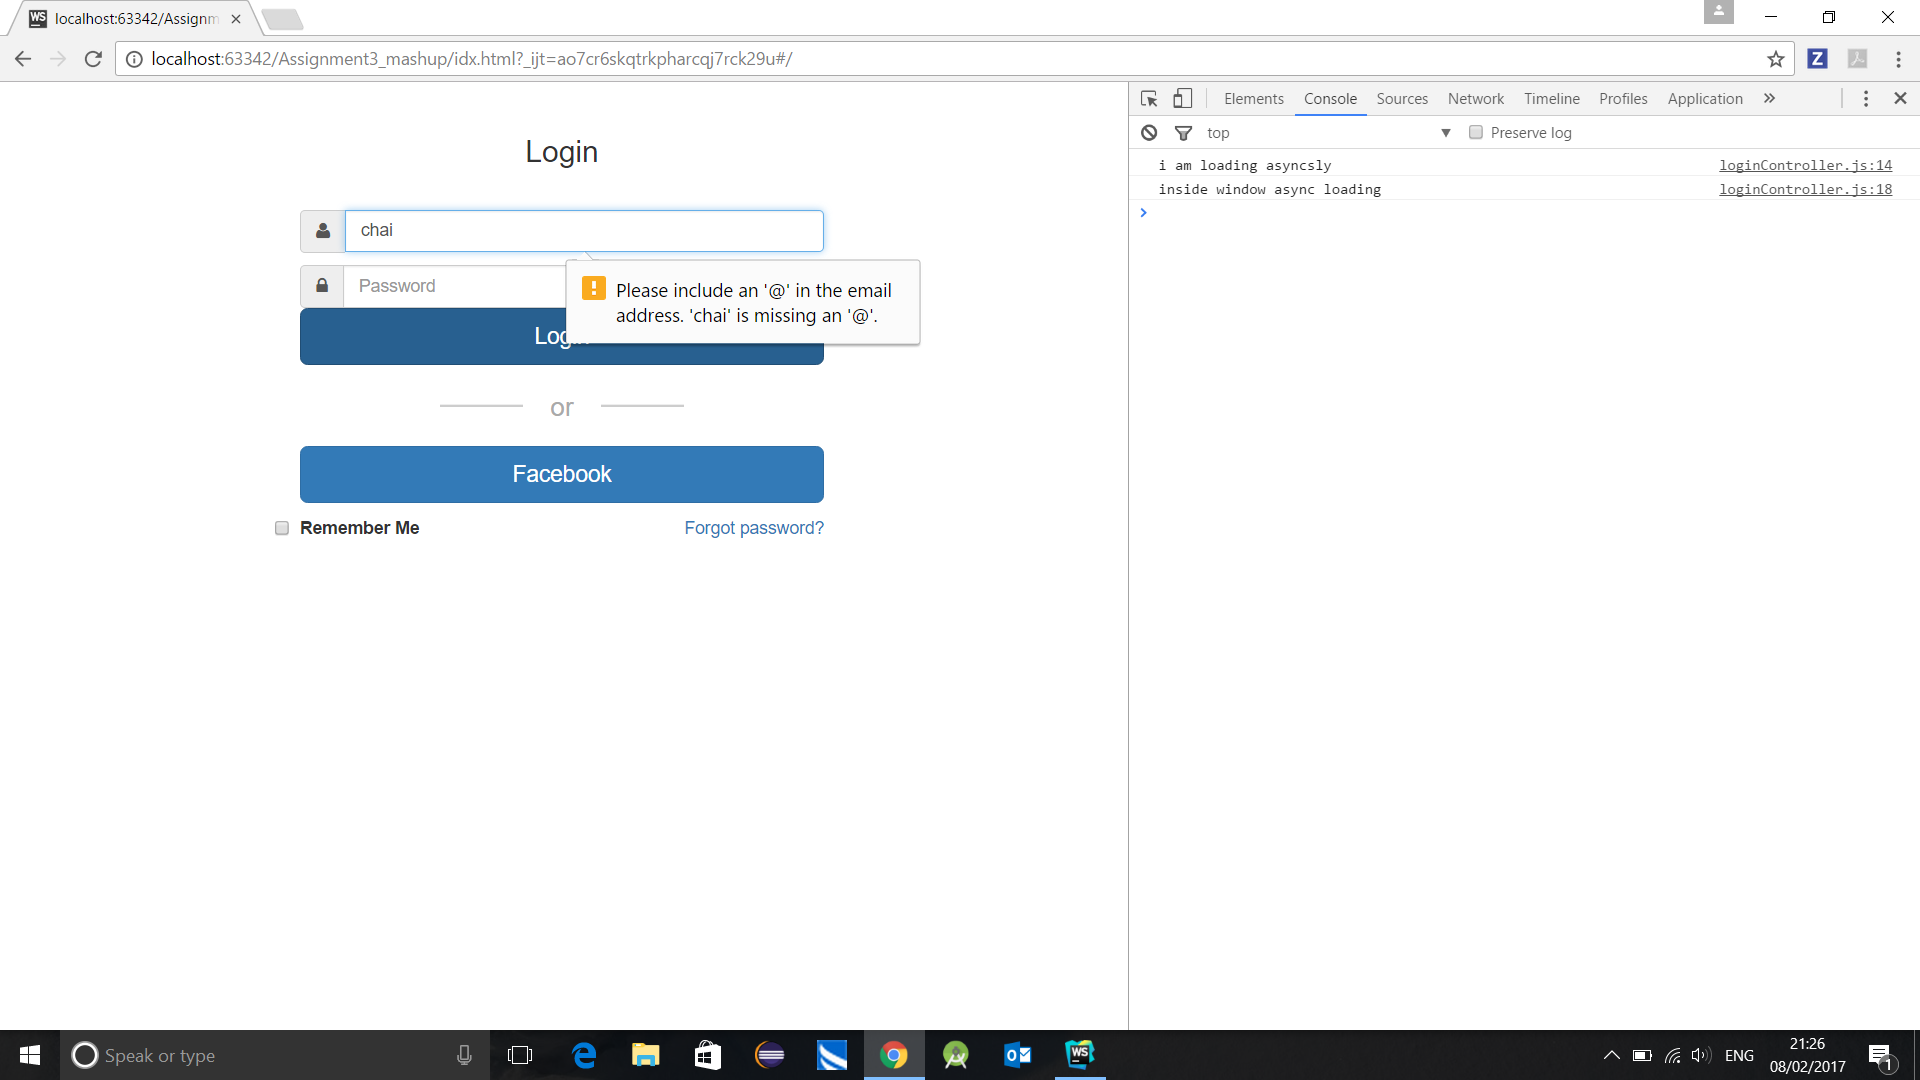 WS localhost:63342/Assignm
localhost:63342/Assignment3_mashup/idx.html?_ijt=ao7cr6skqtrkpharcqj7rck29u#/
Z
Login
chai
Password
Please include an '@' in the email
address. 'chai' is missing an '@'.
Login
or
Facebook
Remember Me
Forgot password?
Elements Console Sources Network Timeline Profiles Application
top
Preserve log
i am loading asyncsly loginController.js:14
inside window async loading loginController.js:18
Speak or type
WS
ENG
21:26
08/02/2017
1